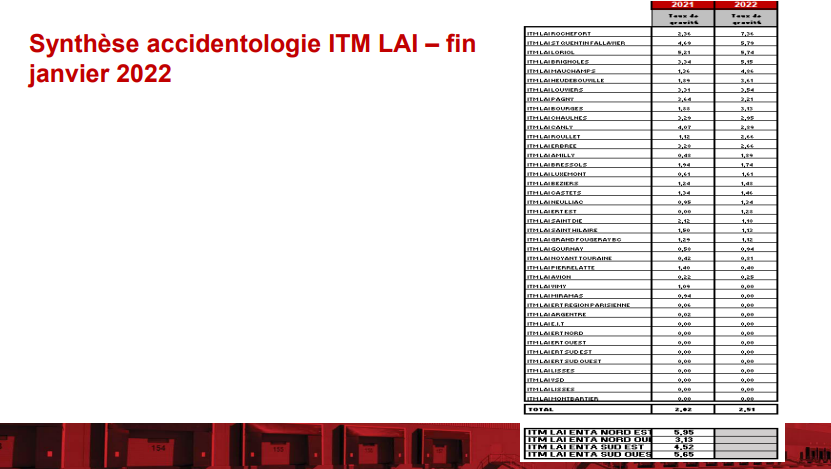 Synthèse accidentologie ITM LAI – fin
janvier 2022
2021 2022
Taux de gravité Taux de gravité
ITM LAI ROCHEFORT 2,36 7,36
ITM LAI ST QUENTIN FALLAVIER 4,69 5,79
ITM LAI LORIOL 5,21 5,74
ITM LAI BRIGNOLES 3,34 5,15
ITM LAI MAUCHAMPS 1,36 4,06
ITM LAI HEUDEBOUVILLE 1,89 3,61
ITM LAI LOUVIERS 3,31 3,54
ITM LAI PAGNY 3,64 3,21
ITM LAI BOURGES 1,88 3,13
ITM LAI CHAULNES 3,29 2,95
ITM LAI CANLY 4,07 2,89
ITM LAI ROULLET 1,12 2,66
ITM LAI ERBREE 3,20 2,66
ITM LAI AMILLY 0,48 1,89
ITM LAI BRESSOLS 1,94 1,74
ITM LAI LUXEMONT 0,61 1,61
ITM LAI BEZIERS 1,24 1,48
ITM LAI CASTETS 1,34 1,46
ITM LAI NEULLIAC 0,95 1,34
ITM LAI ERT EST 0,00 1,28
ITM LAI SAINT DIE 2,12 1,18
ITM LAI SAINT HILAIRE 1,50 1,13
ITM LAI GRAND FOUGERAY BC 1,29 1,12
ITM LAI GOURNAY 0,50 0,94
ITM LAI NOYANT TOURAINE 0,42 0,81
ITM LAI PIERRELATTE 1,40 0,40
ITM LAI AVION 0,22 0,25
ITM LAI VIMY 1,09 0,00
ITM LAI MIRAMAS 0,94 0,00
ITM LAI ERT REGION PARISIENNE 0,06 0,00
ITM LAI ARGENTRE 0,02 0,00
ITM LAI E.I.T 0,00 0,00
ITM LAI ERT NORD 0,00 0,00
ITM LAI ERT OUEST 0,00 0,00
ITM LAI ERT SUD EST 0,00 0,00
ITM LAI ERT SUD OUEST 0,00 0,00
ITM LAI LISSES 0,00 0,00
ITM LAI VSD 0,00 0,00
ITM LAI LISSES 0,00 0,00
ITM LAI MONTBARTIER 0,00 0,00
TOTAL 2,02 2,51
ITM LAI ENTA NORD EST 5,95
ITM LAI ENTA NORD OUE 3,13
ITM LAI ENTA SUD EST 4,52
ITM LAI ENTA SUD OUES 5,65
154